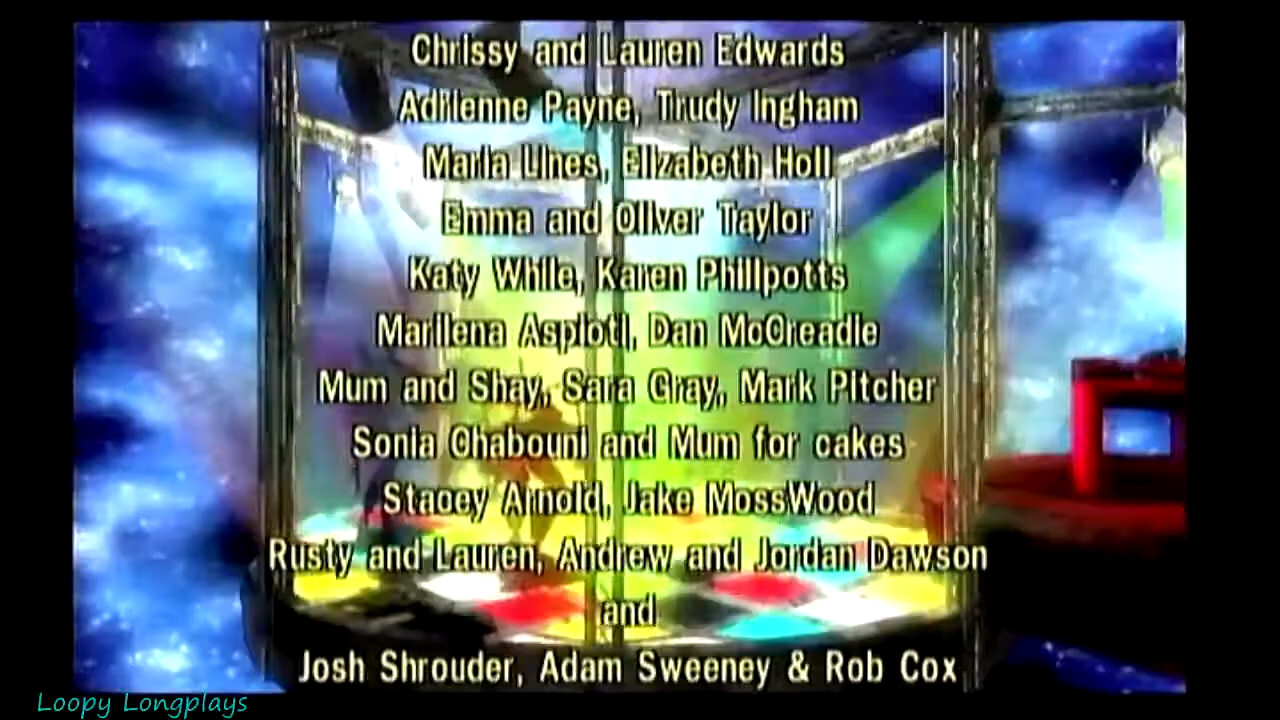 Chrissy and Lauren Edwards
Adrienne Payne, Trudy Ingham
Maria Lines, Elizabeth Holl
Emma and Oliver Taylor
Katy While, Karen Phillpotts
Marilena Aspioti, Dan McCreadie
Mum and Shay, Sara Gray, Mark Pitcher
Sonia Ghabouni and Mum for cakes
Stacey Arnold, Jake MossWood
Rusty and Lauren, Andrew and Jordan Dawson
and
Josh Shrouder, Adam Sweeney & Rob Cox
Loopy Longplays